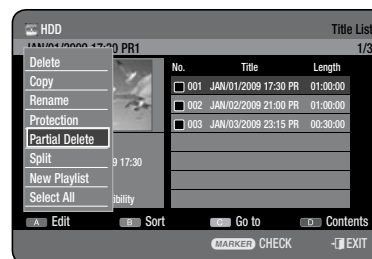 HDD Title List
JAN/01/2009 17:30 PR1 1/3
Delete
Copy
Rename
Protection
Partial Delete
Split
New Playlist
Select All
No. Title Length
001 JAN/01/2009 17:30 PR 01:00:00
002 JAN/02/2009 21:00 PR 01:00:00
003 JAN/03/2009 23:15 PR 00:30:00
9 17:30
ibility
A Edit B Sort C Go to D Contents
MARKER CHECK EXIT